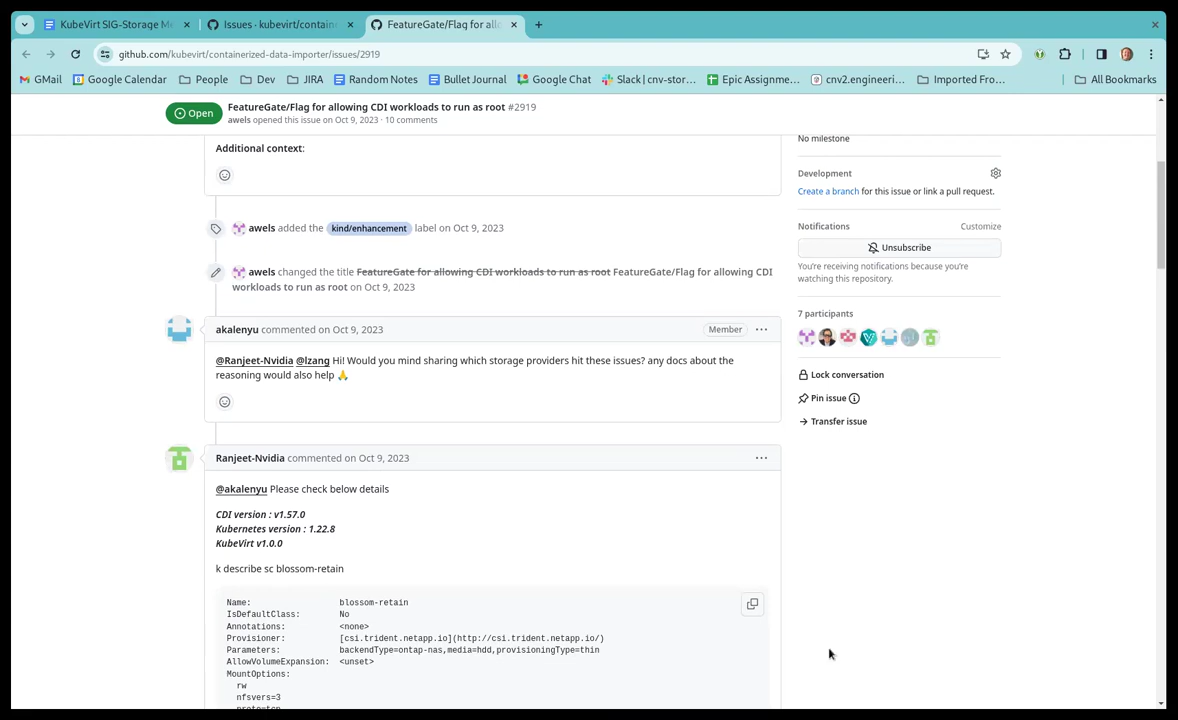 KubeVirt SIG-Storage Me
Issues · kubevirt/contain
FeatureGate/Flag for allo
github.com/kubevirt/containerized-data-importer/issues/2919
GMail
Google Calendar
People
Dev
JIRA
Random Notes
Bullet Journal
Google Chat
Slack | cnv-stor...
Epic Assignme...
cnv2.engineeri...
Imported Fro...
All Bookmarks
Open
FeatureGate/Flag for allowing CDI workloads to run as root #2919
awels opened this issue on Oct 9, 2023 · 10 comments
Additional context:
awels added the kind/enhancement label on Oct 9, 2023
awels changed the title FeatureGate for allowing CDI workloads to run as root FeatureGate/Flag for allowing CDI
workloads to run as root on Oct 9, 2023
akalenyu commented on Oct 9, 2023
Member
@Ranjeet-Nvidia @lzang Hi! Would you mind sharing which storage providers hit these issues? any docs about the
reasoning would also help 🙏
Ranjeet-Nvidia commented on Oct 9, 2023
@akalenyu Please check below details
CDI version : v1.57.0
Kubernetes version : 1.22.8
KubeVirt v1.0.0
k describe sc blossom-retain
Name: blossom-retain
IsDefaultClass: No
Annotations: <none>
Provisioner: [csi.trident.netapp.io](http://csi.trident.netapp.io/)
Parameters: backendType=ontap-nas,media=hdd,provisioningType=thin
AllowVolumeExpansion: <unset>
MountOptions:
rw
nfsvers=3
proto=tcp
No milestone
Development
Create a branch for this issue or link a pull request.
Notifications
Customize
Unsubscribe
You're receiving notifications because you're
watching this repository.
7 participants
Lock conversation
Pin issue
Transfer issue